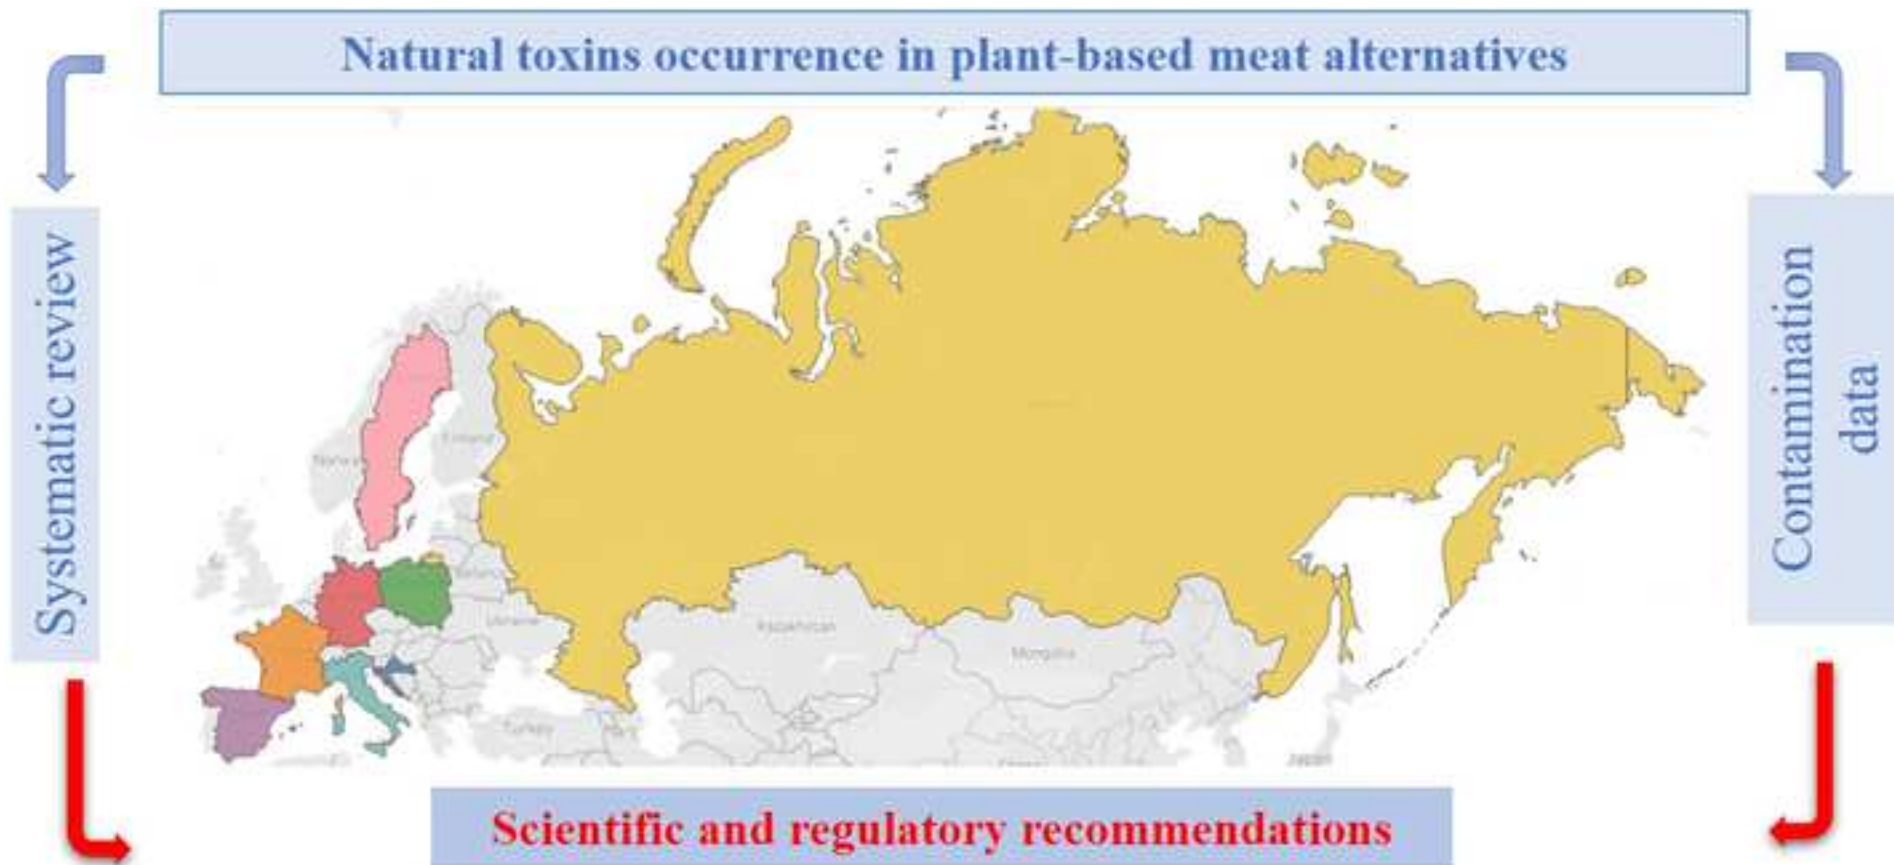 Natural toxins occurrence in plant-based meat alternatives
Systematic review
Contamination
data
Finland
Norway
Ukraine
Kazakhstan
Mongolia
Turkey
Japan
Scientific and regulatory recommendations